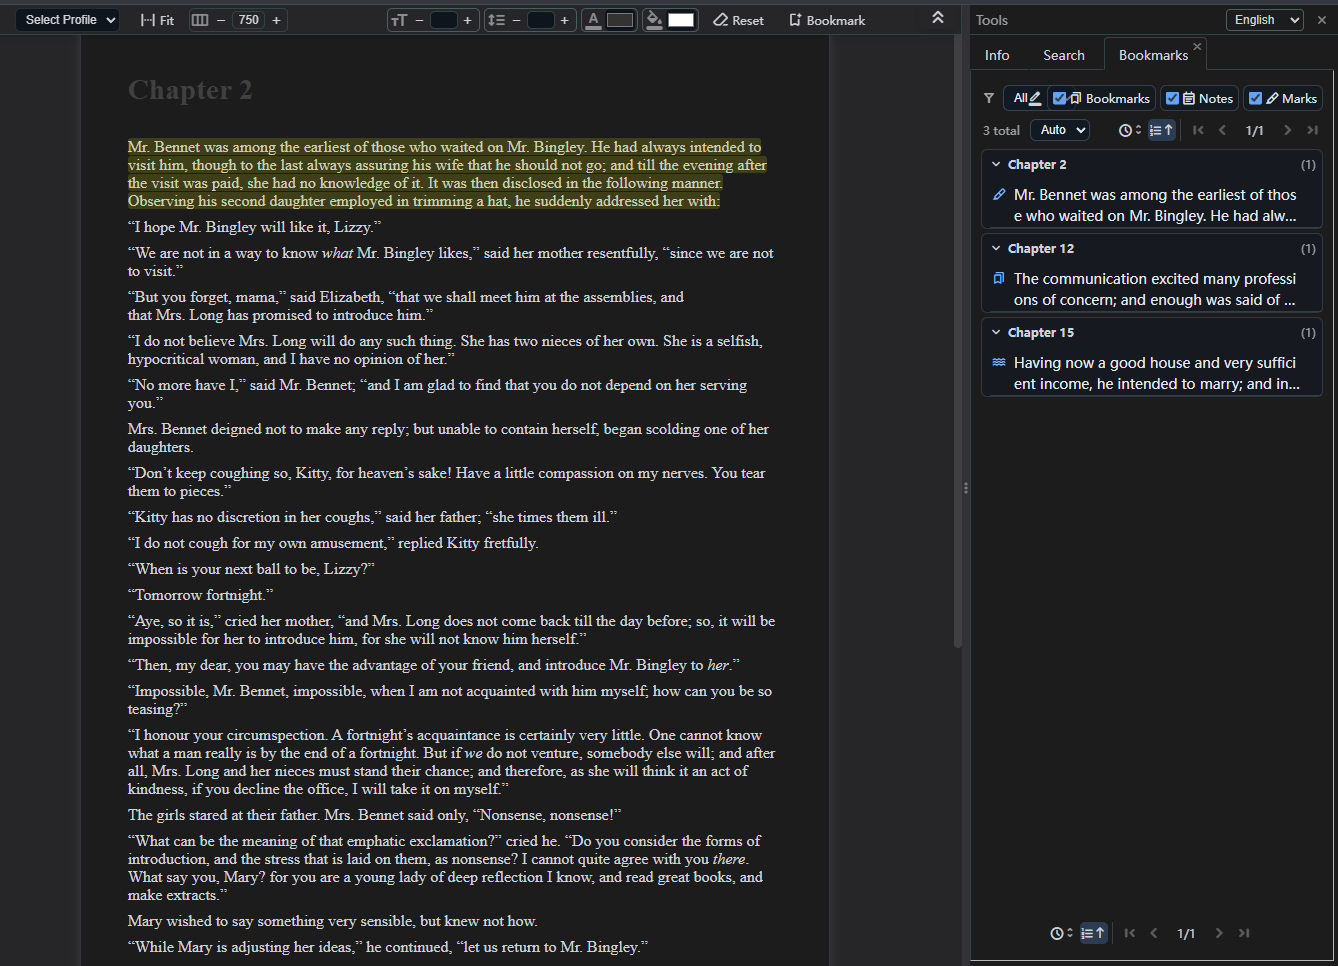 Select Profile
Fit
750
Reset
Bookmark
Tools
English
Info
Search
Bookmarks
All
Bookmarks
Notes
Marks
3 total
Auto
1/1
Chapter 2
(1)
Mr. Bennet was among the earliest of thos
e who waited on Mr. Bingley. He had alw...
Chapter 12
(1)
The communication excited many professi
ons of concern; and enough was said of ...
Chapter 15
(1)
Having now a good house and very suffici
ent income, he intended to marry; and in...
1/1
Chapter 2
Mr. Bennet was among the earliest of those who waited on Mr. Bingley. He had always intended to
visit him, though to the last always assuring his wife that he should not go; and till the evening after
the visit was paid, she had no knowledge of it. It was then disclosed in the following manner.
Observing his second daughter employed in trimming a hat, he suddenly addressed her with:
“I hope Mr. Bingley will like it, Lizzy.”
“We are not in a way to know what Mr. Bingley likes,” said her mother resentfully, “since we are not
to visit.”
“But you forget, mama,” said Elizabeth, “that we shall meet him at the assemblies, and
that Mrs. Long has promised to introduce him.”
“I do not believe Mrs. Long will do any such thing. She has two nieces of her own. She is a selfish,
hypocritical woman, and I have no opinion of her.”
“No more have I,” said Mr. Bennet; “and I am glad to find that you do not depend on her serving
you.”
Mrs. Bennet deigned not to make any reply; but unable to contain herself, began scolding one of her
daughters.
“Don’t keep coughing so, Kitty, for heaven’s sake! Have a little compassion on my nerves. You tear
them to pieces.”
“Kitty has no discretion in her coughs,” said her father; “she times them ill.”
“I do not cough for my own amusement,” replied Kitty fretfully.
“When is your next ball to be, Lizzy?”
“Tomorrow fortnight.”
“Aye, so it is,” cried her mother, “and Mrs. Long does not come back till the day before; so, it will be
impossible for her to introduce him, for she will not know him herself.”
“Then, my dear, you may have the advantage of your friend, and introduce Mr. Bingley to her.”
“Impossible, Mr. Bennet, impossible, when I am not acquainted with him myself; how can you be so
teasing?”
“I honour your circumspection. A fortnight’s acquaintance is certainly very little. One cannot know
what a man really is by the end of a fortnight. But if we do not venture, somebody else will; and after
all, Mrs. Long and her nieces must stand their chance; and therefore, as she will think it an act of
kindness, if you decline the office, I will take it on myself.”
The girls stared at their father. Mrs. Bennet said only, “Nonsense, nonsense!”
“What can be the meaning of that emphatic exclamation?” cried he. “Do you consider the forms of
introduction, and the stress that is laid on them, as nonsense? I cannot quite agree with you there.
What say you, Mary? for you are a young lady of deep reflection I know, and read great books, and
make extracts.”
Mary wished to say something very sensible, but knew not how.
“While Mary is adjusting her ideas,” he continued, “let us return to Mr. Bingley.”